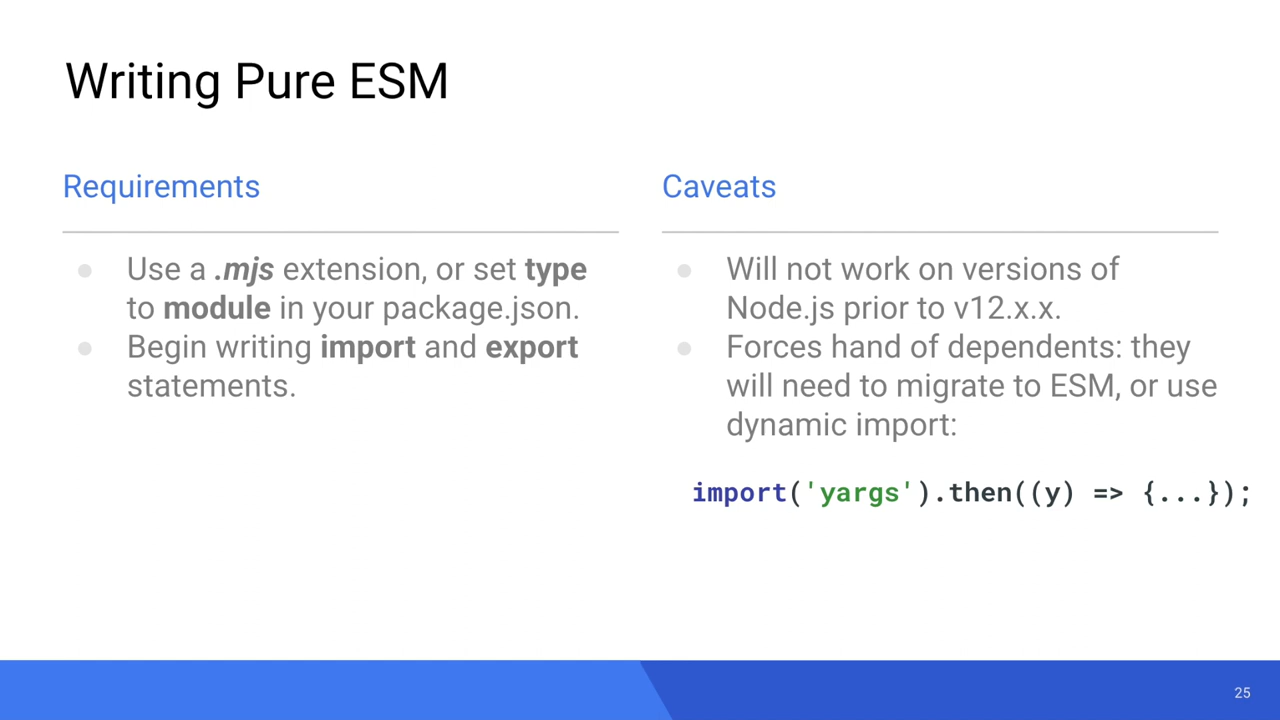 Writing Pure ESM
Requirements
● Use a .mjs extension, or set type
to module in your package.json.
● Begin writing import and export
statements.
Caveats
● Will not work on versions of
Node.js prior to v12.x.x.
● Forces hand of dependents: they
will need to migrate to ESM, or use
dynamic import:
import('yargs').then((y) => {...});
25